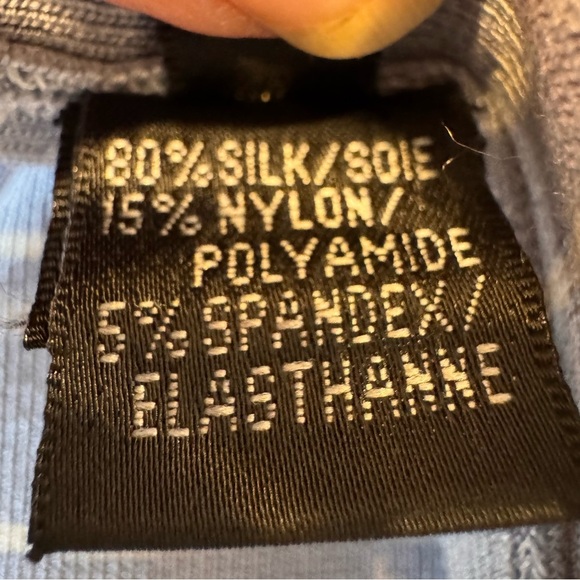 80% SILK/SOIE
15% NYLON/
POLYAMIDE
5% SPANDEX/
ELASTHANNE